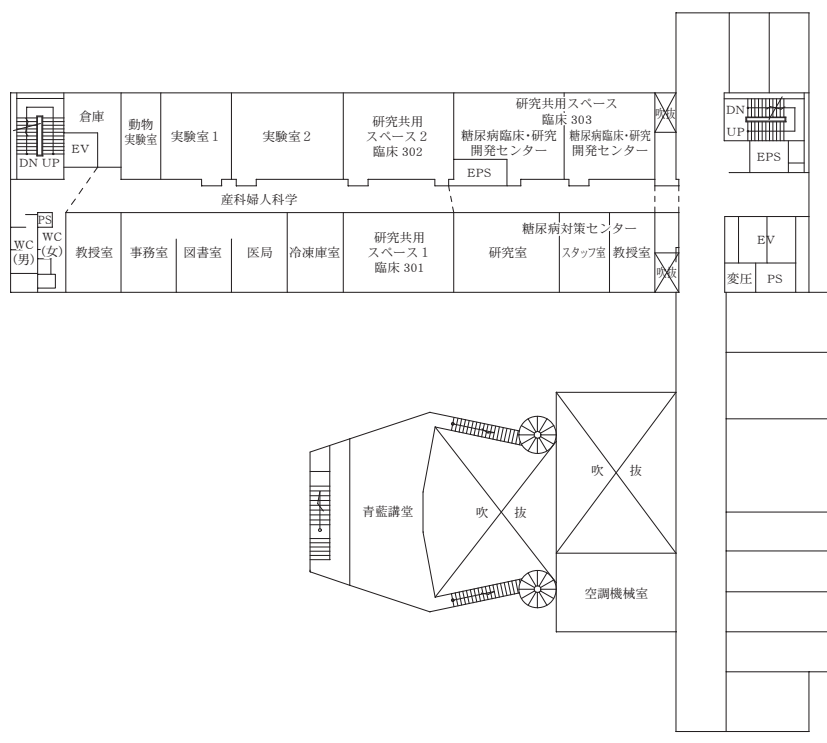 倉庫
EV
DN UP
動物
実験室
実験室1
実験室2
研究共用
スペース2
臨床 302
研究共用スペース
臨床 303
糖尿病臨床・研究
開発センター
糖尿病臨床・研究
開発センター
EPS
吹抜
DN
UP
EPS
産科婦人科学
PS
WC
(男)
WC
(女)
教授室
事務室
図書室
医局
冷凍庫室
研究共用
スペース1
臨床 301
糖尿病対策センター
研究室
スタッフ室
教授室
吹抜
EV
変圧
PS
青藍講堂
吹 抜
吹 抜
空調機械室